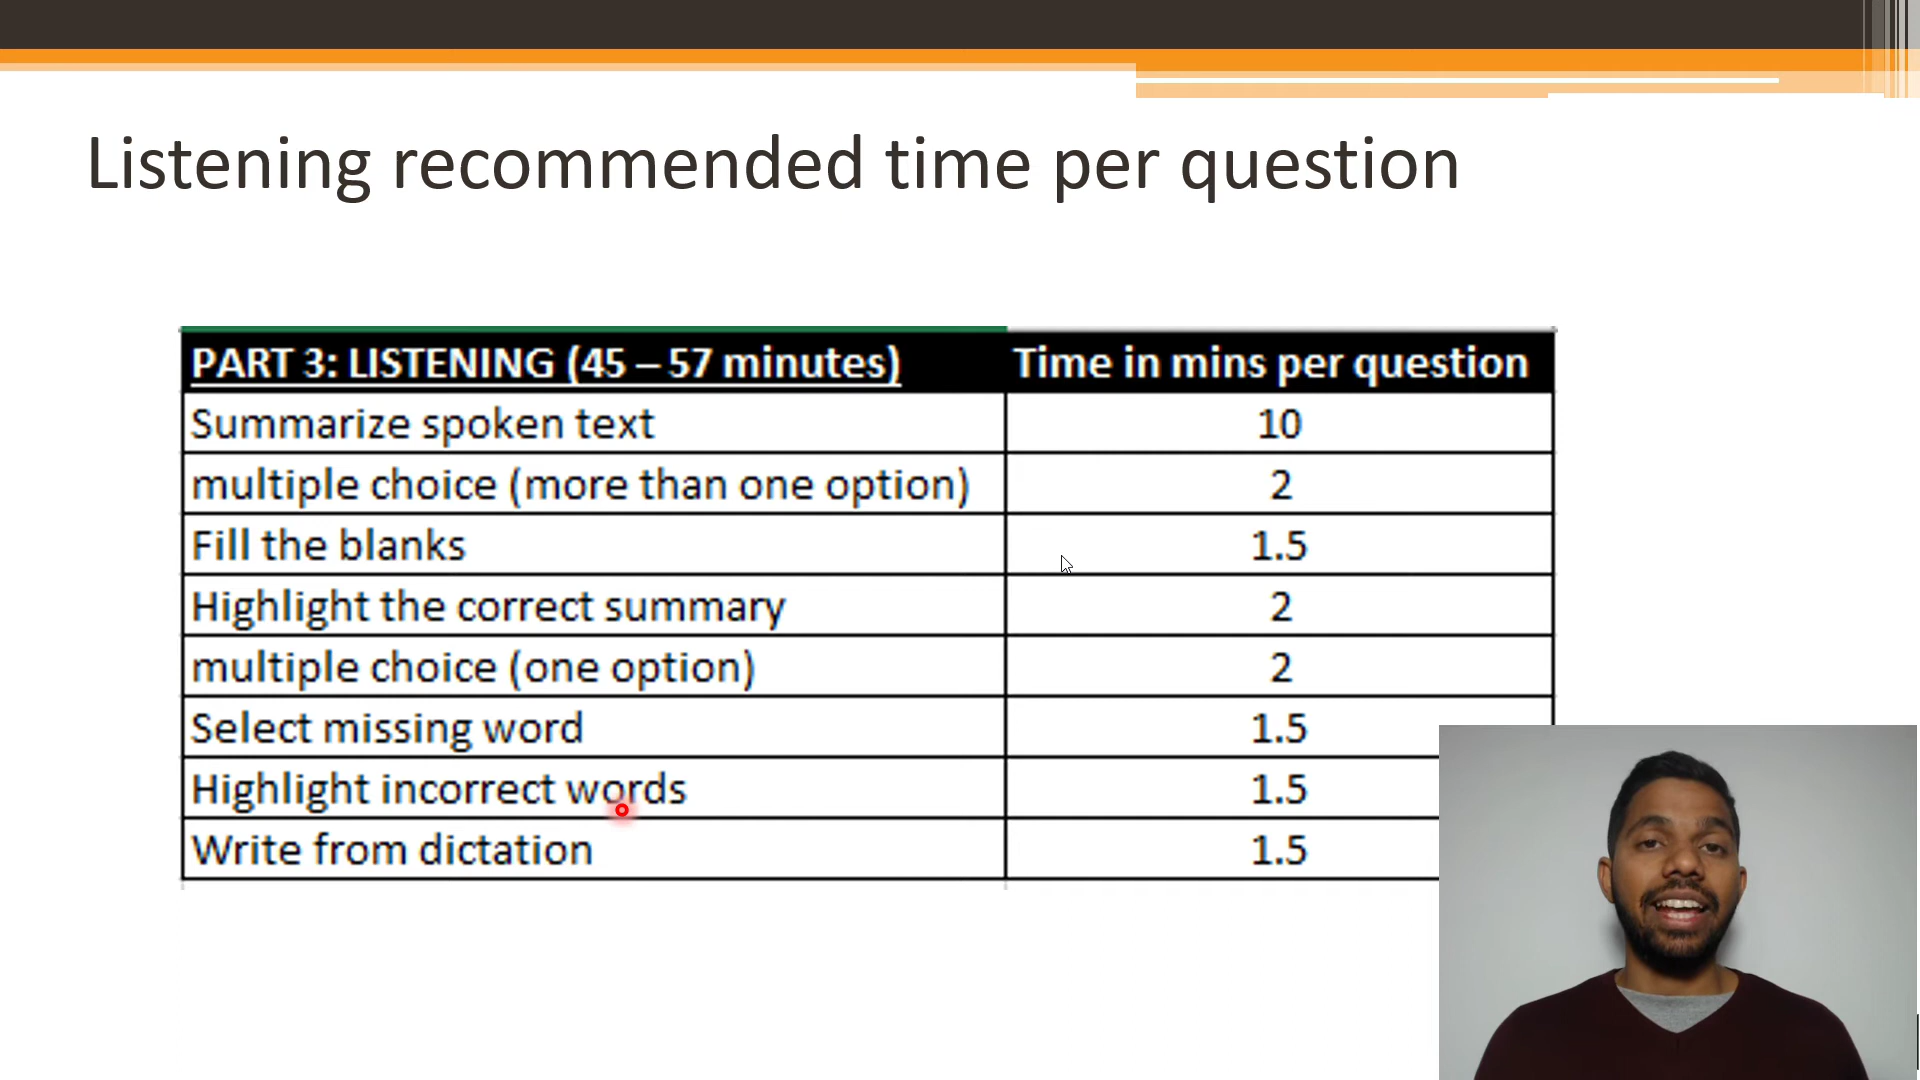 Listening recommended time per question
PART 3: LISTENING (45 – 57 minutes) Time in mins per question
Summarize spoken text 10
multiple choice (more than one option) 2
Fill the blanks 1.5
Highlight the correct summary 2
multiple choice (one option) 2
Select missing word 1.5
Highlight incorrect words 1.5
Write from dictation 1.5